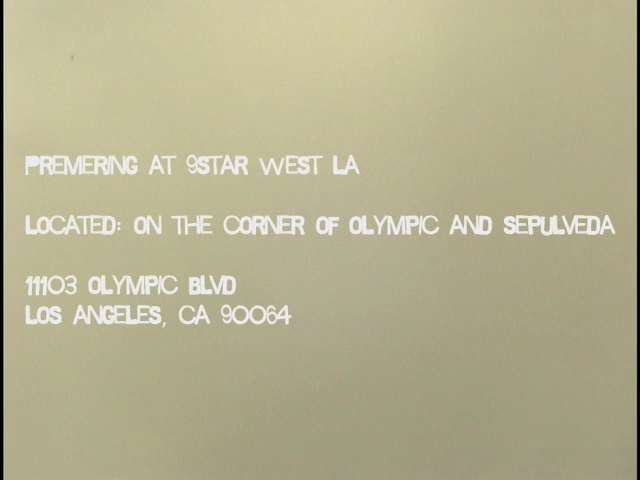 PREMERING AT 9STAR WEST LA
LOCATED: ON THE CORNER OF OLYMPIC AND SEPULVEDA
11103 OLYMPIC BLVD
LOS ANGELES, CA 90064